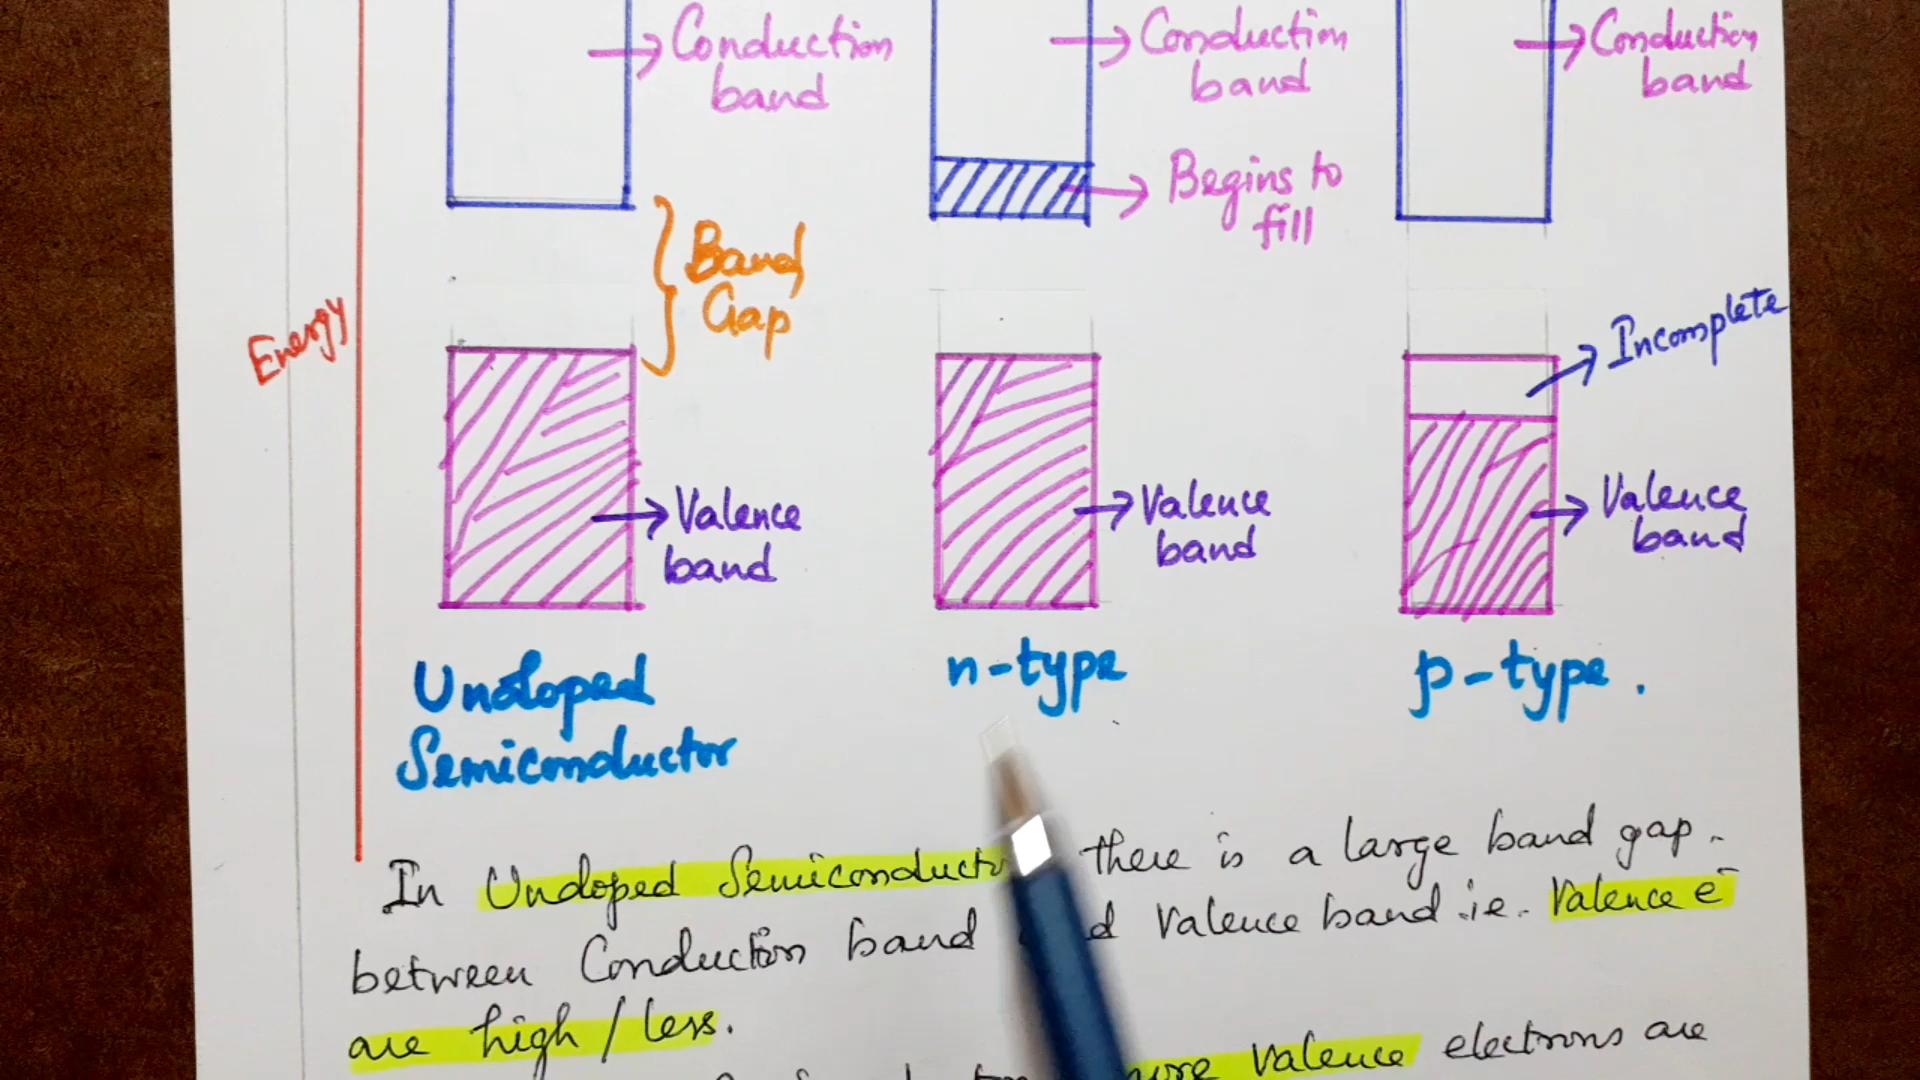 Conduction
band
Conduction
band
Conduction
band
Begins to
fill
Band
Gap
Energy
Incomplete
Valence
band
Valence
band
Valence
band
Undoped
Semiconductor
n-type
p-type.
In Undoped Semiconductor there is a large band gap.
between Conduction band Valence band .i.e. Valence e⁻
are high/less.
more Valence electrons are